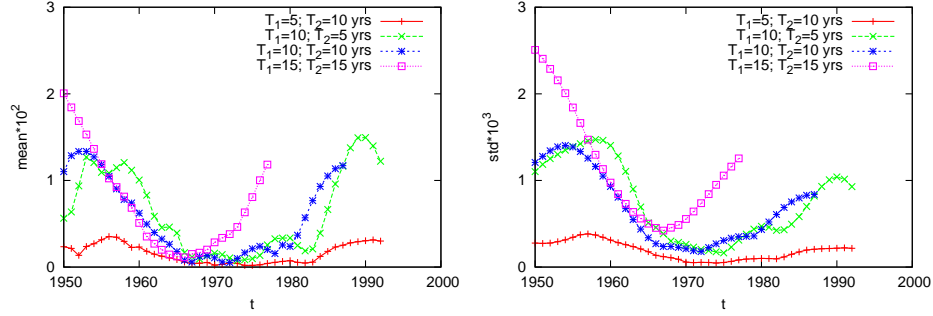 T1=5; T2=10 yrs
T1=10; T2=5 yrs
T1=10; T2=10 yrs
T1=15; T2=15 yrs
3
2
1
0
mean*10^2
1950 1960 1970 1980 1990 2000
t
T1=5; T2=10 yrs
T1=10; T2=5 yrs
T1=10; T2=10 yrs
T1=15; T2=15 yrs
3
2
1
0
std*10^3
1950 1960 1970 1980 1990 2000
t